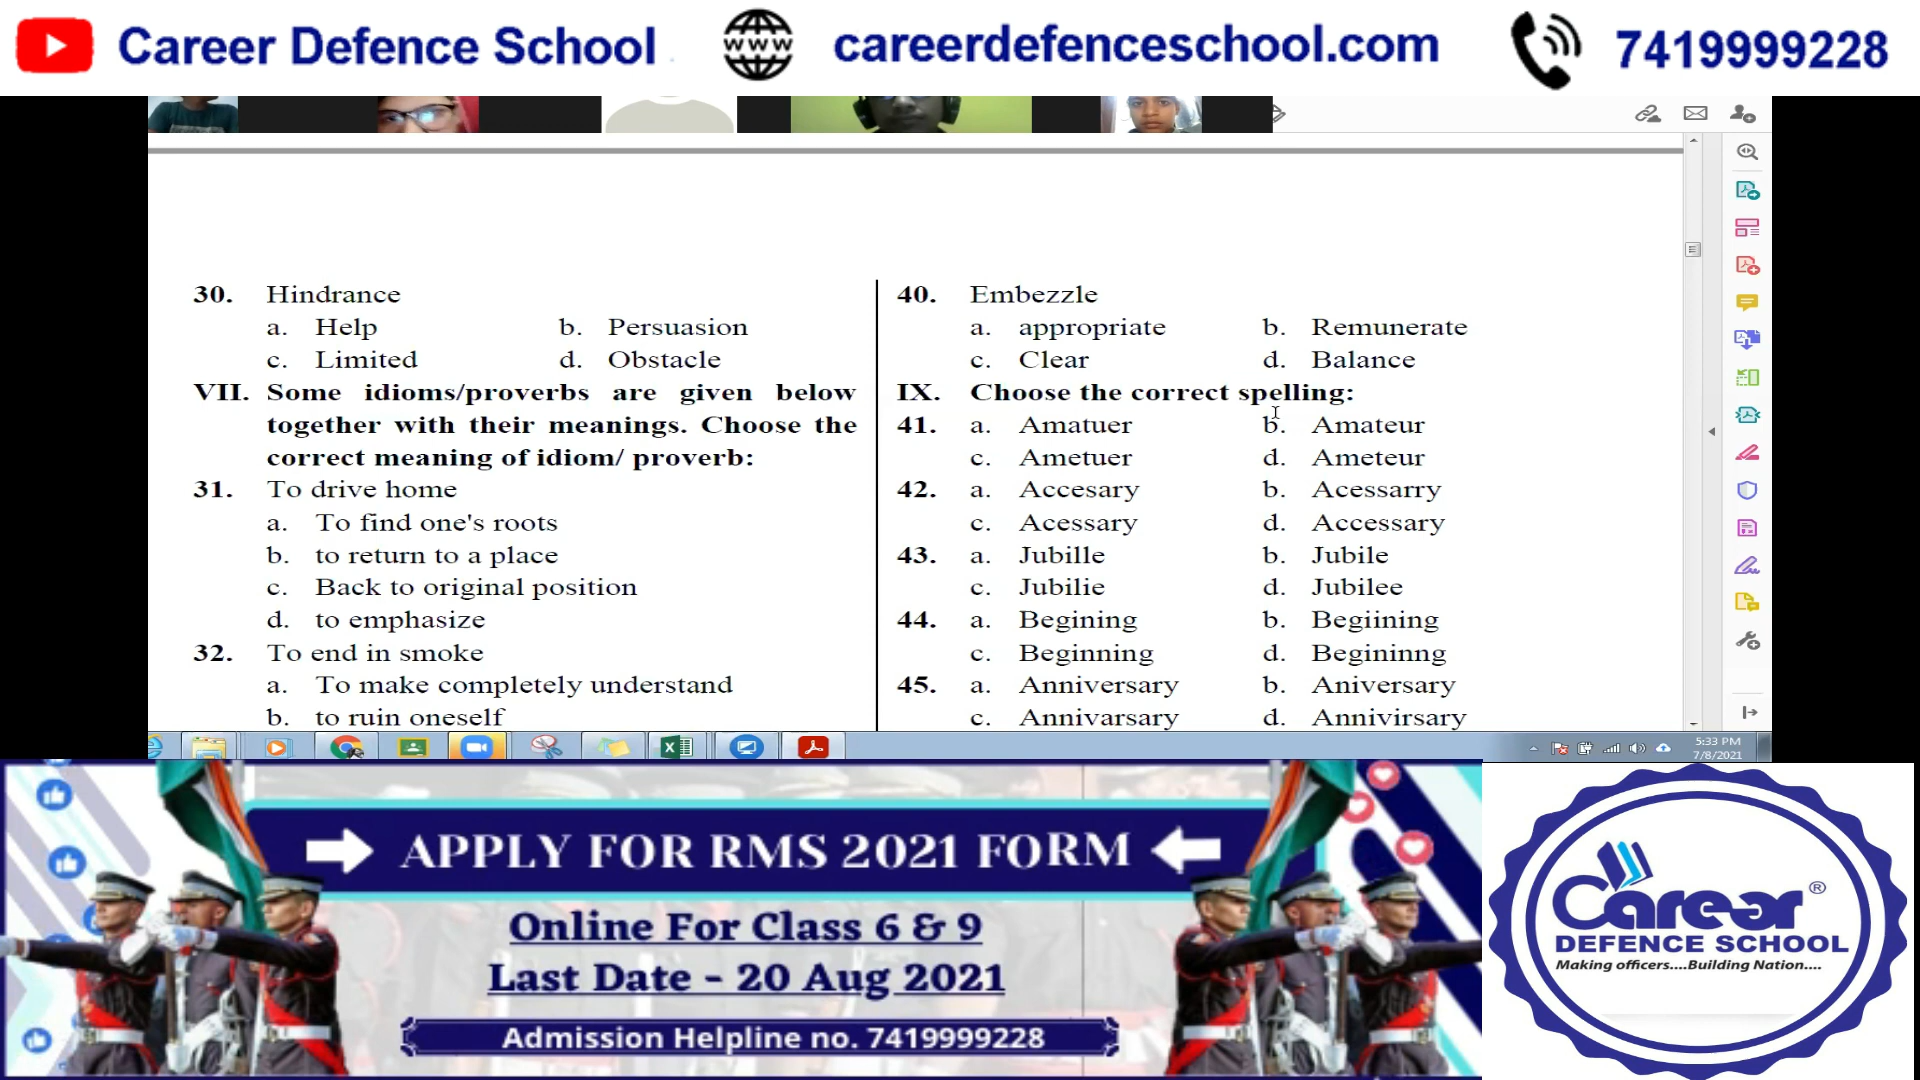 Career Defence School
www
careerdefenceschool.com
7419999228
30. Hindrance
a. Help b. Persuasion
c. Limited d. Obstacle
VII. Some idioms/proverbs are given below
together with their meanings. Choose the
correct meaning of idiom/ proverb:
31. To drive home
a. To find one's roots
b. to return to a place
c. Back to original position
d. to emphasize
32. To end in smoke
a. To make completely understand
b. to ruin oneself
40. Embezzle
a. appropriate b. Remunerate
c. Clear d. Balance
IX. Choose the correct spelling:
41. a. Amatuer b. Amateur
c. Ametuer d. Ameteur
42. a. Accesary b. Acessarry
c. Acessary d. Accessary
43. a. Jubille b. Jubile
c. Jubilie d. Jubilee
44. a. Begining b. Begiining
c. Beginning d. Begininng
45. a. Anniversary b. Aniversary
c. Annivarsary d. Annivirsary
5:33 PM
7/8/2021
APPLY FOR RMS 2021 FORM
Online For Class 6 & 9
Last Date - 20 Aug 2021
Admission Helpline no. 7419999228
Career ®
DEFENCE SCHOOL
Making officers....Building Nation....